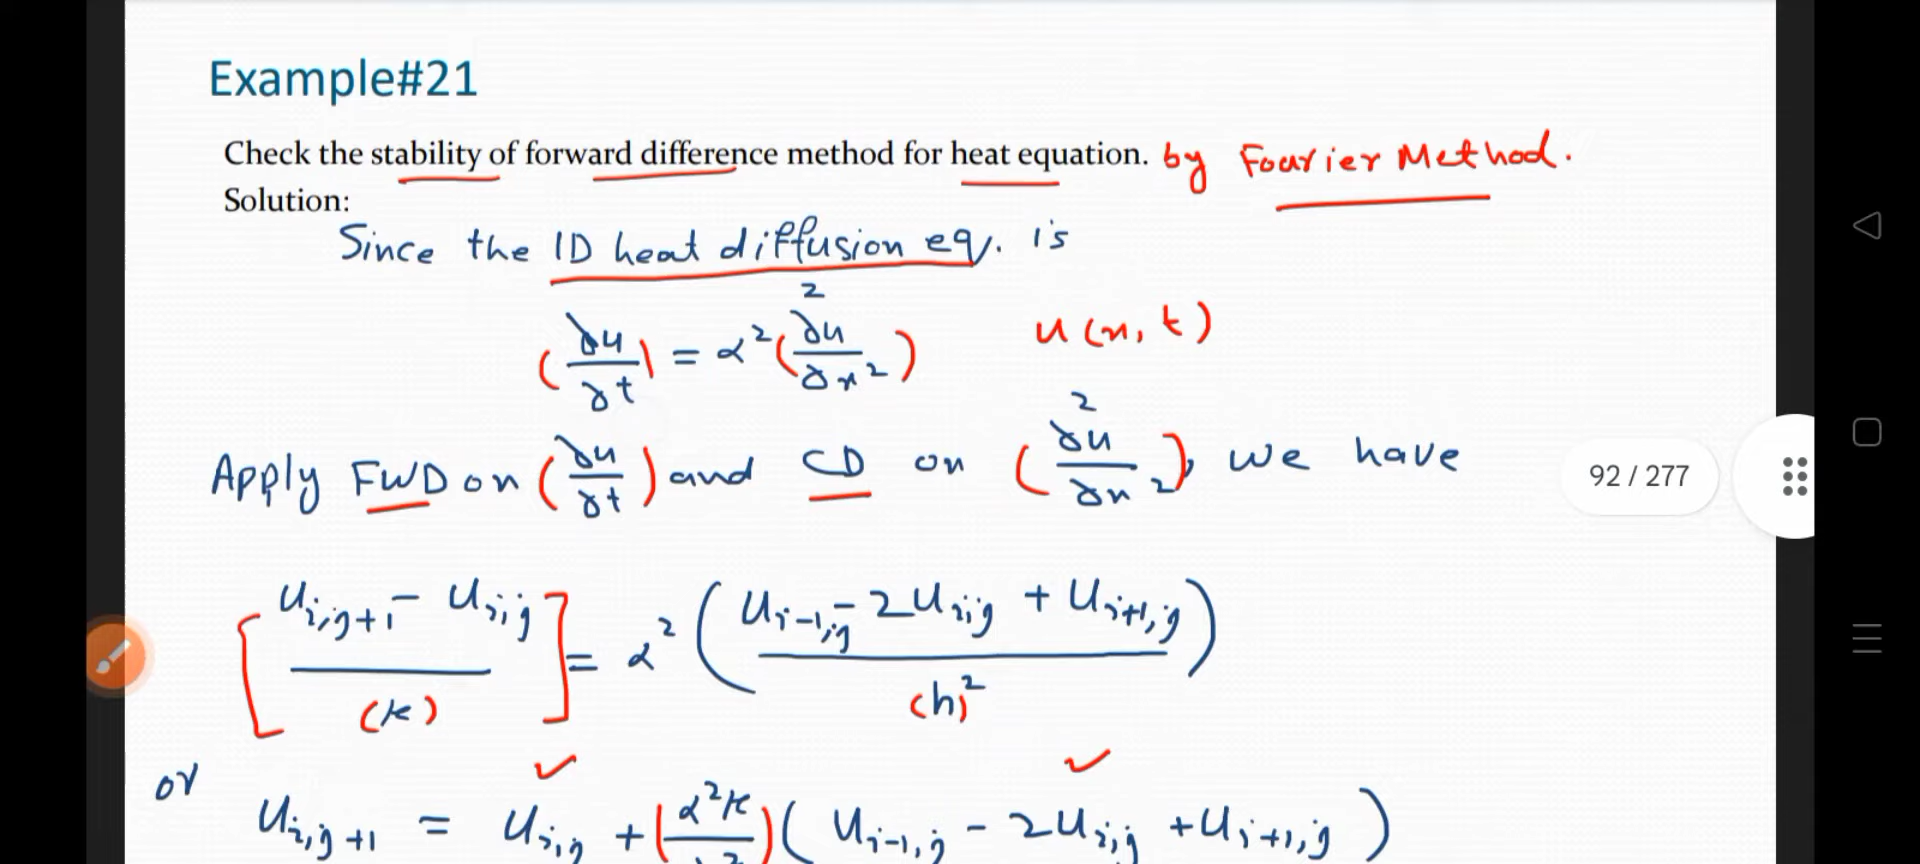 Example#21
Check the stability of forward difference method for heat equation. by Fourier Method.
Solution:
Since the 1D heat diffusion eq. is
(∂u/∂t) = α²(∂²u/∂x²) u(x, t)
Apply FWD on (∂u/∂t) and CD on (∂²u/∂x²), we have
92 / 277
[(u_{i,j+1} - u_{i,j})/(k)] = α²((u_{i-1,j} - 2u_{i,j} + u_{i+1,j})/(h)²)
or
u_{i,j+1} = u_{i,j} + (α²k/h²)(u_{i-1,j} - 2u_{i,j} + u_{i+1,j})